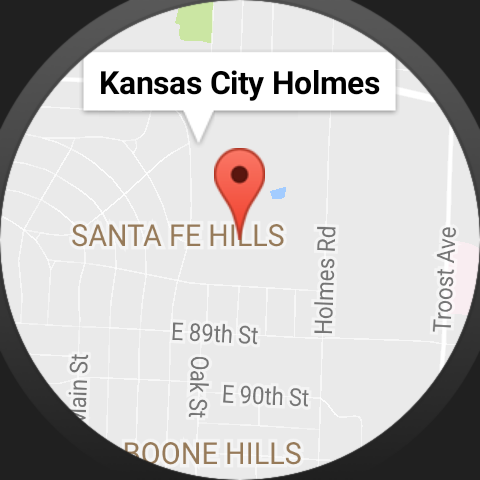 Kansas City Holmes
SANTA FE HILLS
Holmes Rd
Troost Ave
E 89th St
Main St
Oak St
E 90th St
BOONE HILLS